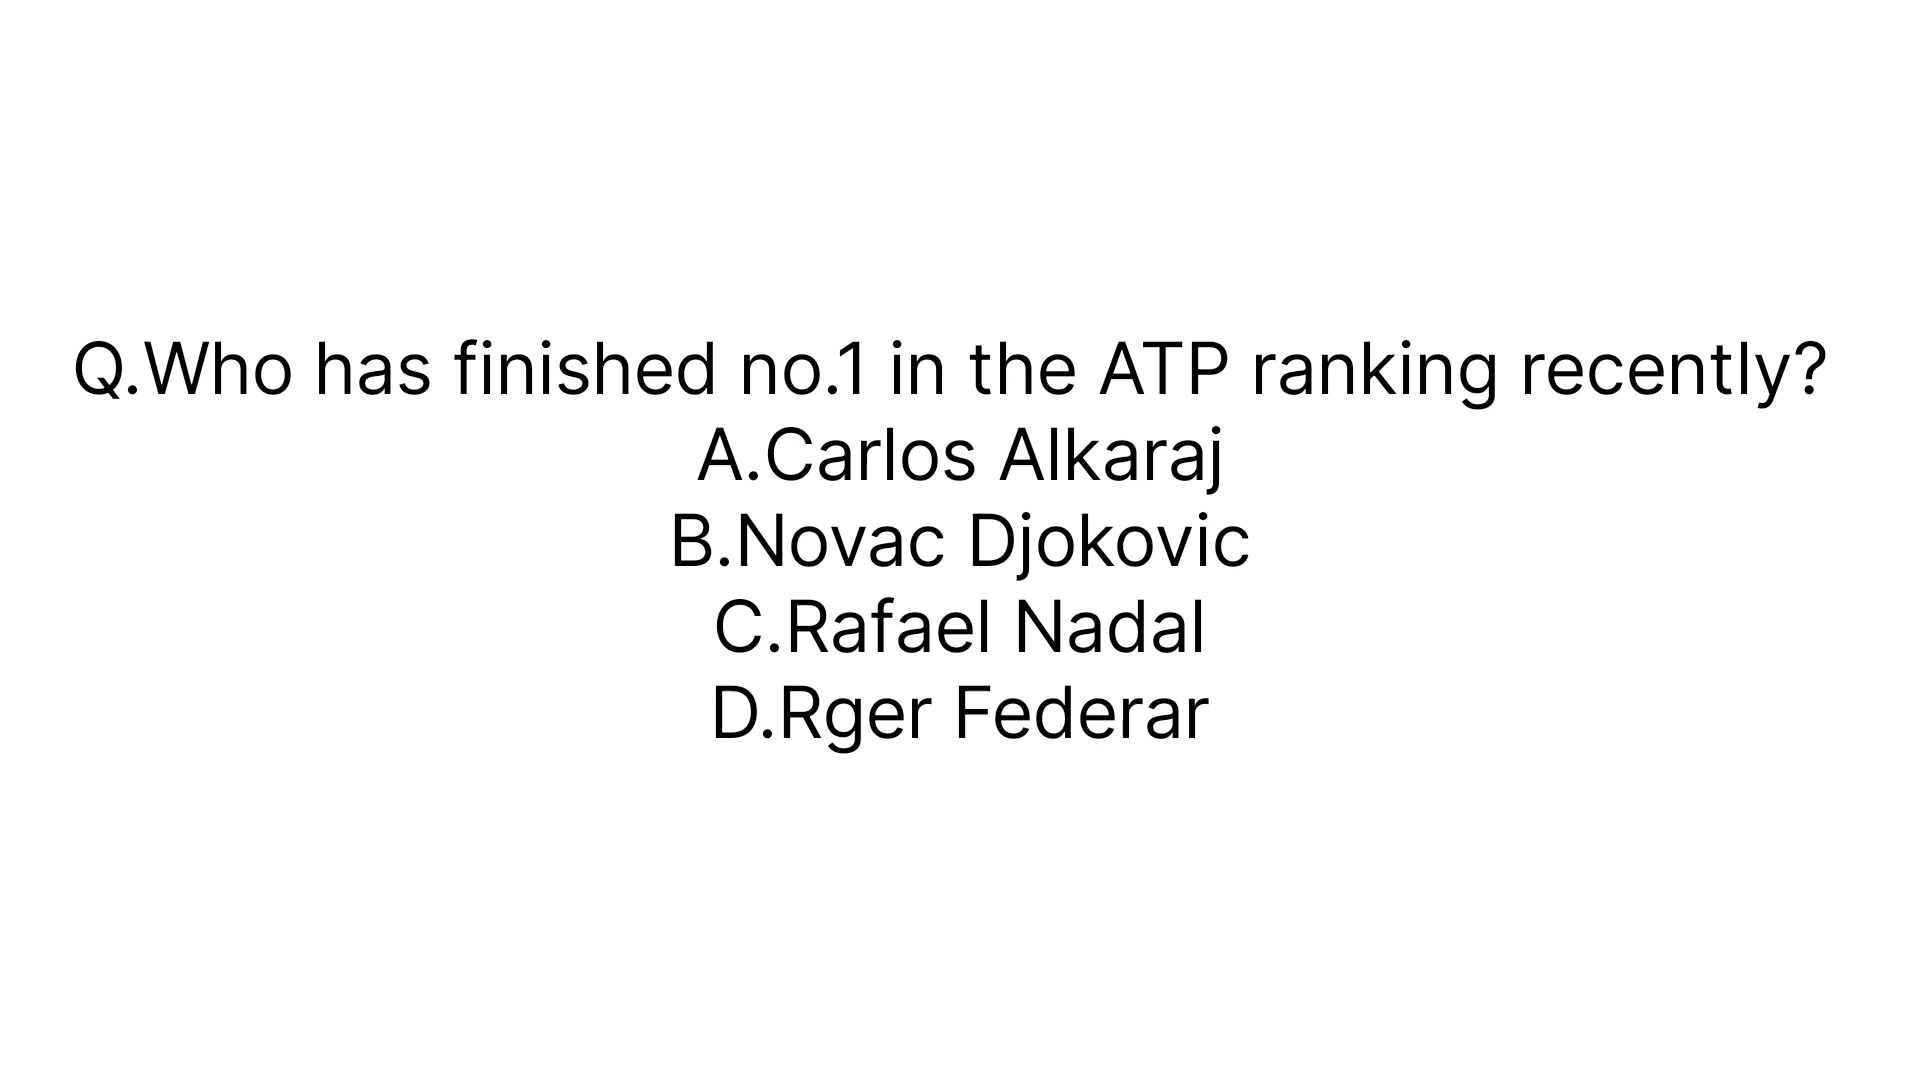 Q.Who has finished no.1 in the ATP ranking recently?
A.Carlos Alkaraj
B.Novac Djokovic
C.Rafael Nadal
D.Rger Federar